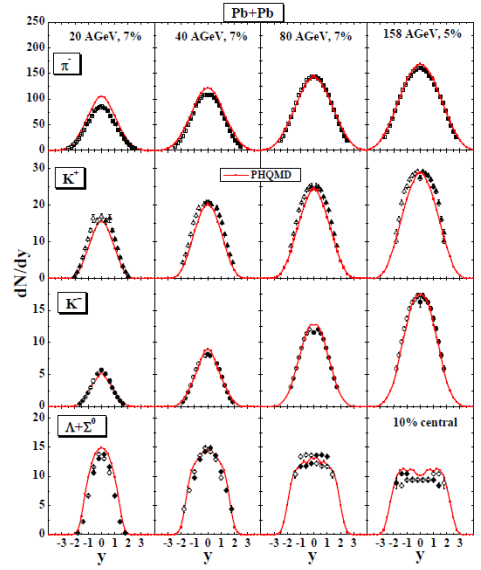 Pb+Pb
20 AGeV, 7% 40 AGeV, 7% 80 AGeV, 7% 158 AGeV, 5%
250
200
π⁻
150
100
50
0
30
K⁺
PHQMD
20
10
0
dN/dy
K⁻
15
10
5
0
20
Λ+Σ⁰
10% central
15
10
5
0
-3 -2 -1 0 1 2 3 -3 -2 -1 0 1 2 3 -3 -2 -1 0 1 2 3 -3 -2 -1 0 1 2 3
y y y y